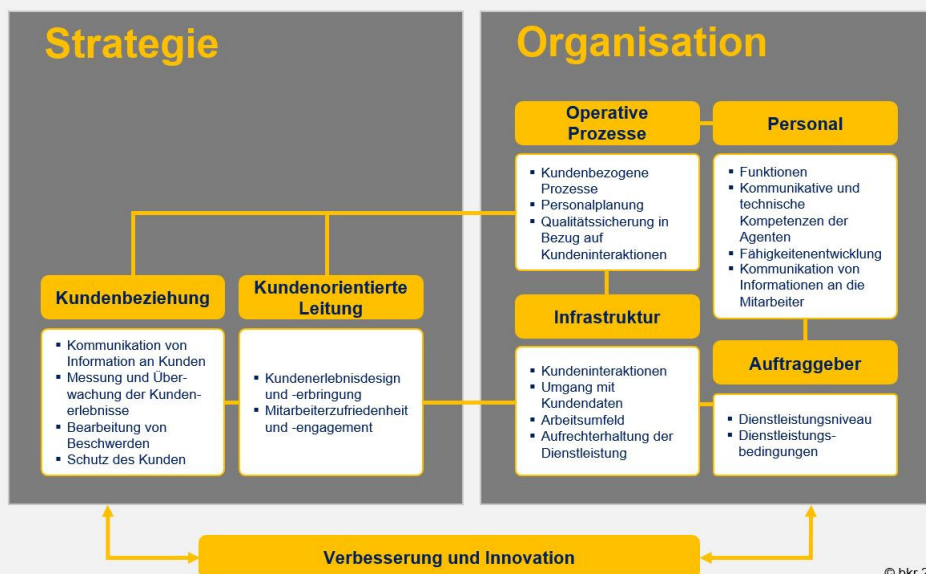 Strategie
Kundenbeziehung
▪ Kommunikation von
Information an Kunden
▪ Messung und Über-
wachung der Kunden-
erlebnisse
▪ Bearbeitung von
Beschwerden
▪ Schutz des Kunden
Kundenorientierte
Leitung
▪ Kundenerlebnisdesign
und -erbringung
▪ Mitarbeiterzufriedenheit
und -engagement
Organisation
Operative
Prozesse
▪ Kundenbezogene
Prozesse
▪ Personalplanung
▪ Qualitätssicherung in
Bezug auf
Kundeninteraktionen
Personal
▪ Funktionen
▪ Kommunikative und
technische
Kompetenzen der
Agenten
▪ Fähigkeitenentwicklung
▪ Kommunikation von
Informationen an die
Mitarbeiter
Infrastruktur
▪ Kundeninteraktionen
▪ Umgang mit
Kundendaten
▪ Arbeitsumfeld
▪ Aufrechterhaltung der
Dienstleistung
Auftraggeber
▪ Dienstleistungsniveau
▪ Dienstleistungs-
bedingungen
Verbesserung und Innovation
© bkr